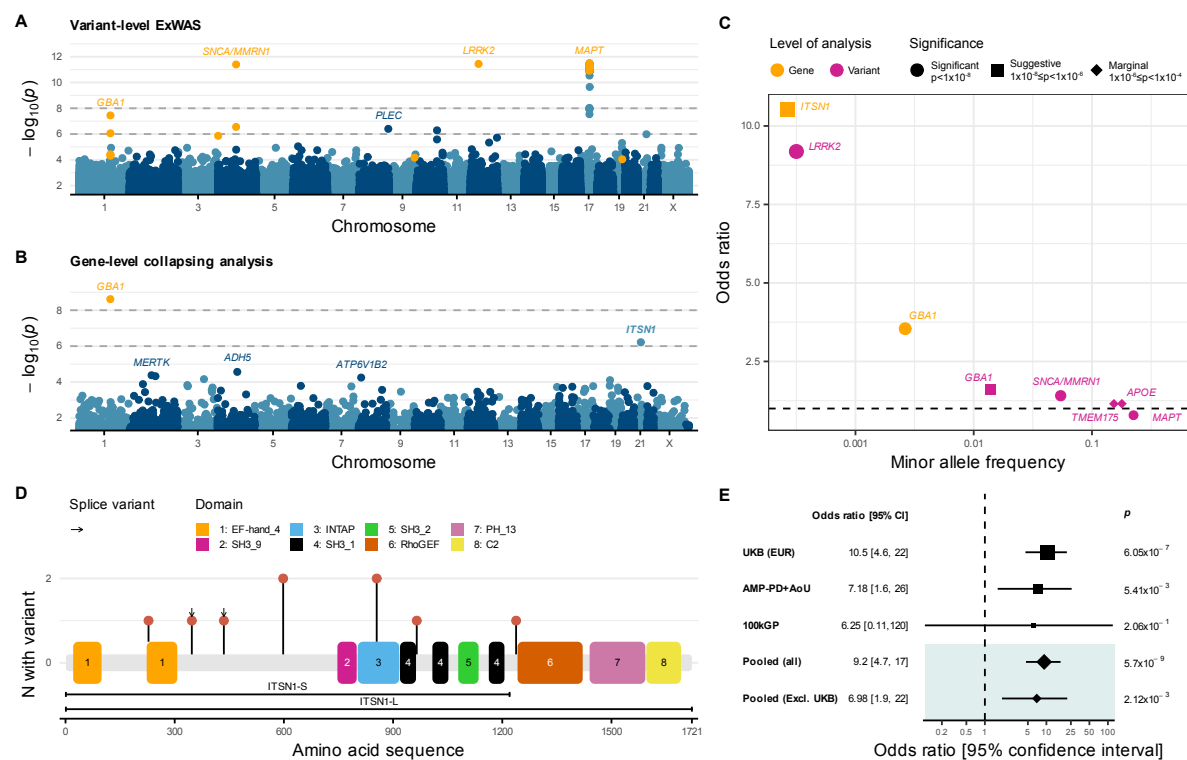 A
Variant-level ExWAS
− log10(p)
12
10
8
6
4
2
GBA1
SNCA/MMRN1
PLEC
LRRK2
MAPT
1
3
5
7
9
11
13
15
17
19
21
X
Chromosome
B
Gene-level collapsing analysis
− log10(p)
8
6
4
2
GBA1
MERTK
ADH5
ATP6V1B2
ITSN1
1
3
5
7
9
11
13
15
17
19
21
X
Chromosome
C
Level of analysis
Gene
Variant
Significance
Significant
p<1x10⁻⁸
Suggestive
1x10⁻⁸≤p<1x10⁻⁶
Marginal
1x10⁻⁶≤p<1x10⁻⁴
Odds ratio
10.0
7.5
5.0
2.5
ITSN1
LRRK2
GBA1
GBA1
SNCA/MMRN1
APOE
TMEM175
MAPT
0.001
0.01
0.1
Minor allele frequency
D
Splice variant
Domain
1: EF-hand_4
3: INTAP
5: SH3_2
7: PH_13
2: SH3_9
4: SH3_1
6: RhoGEF
8: C2
N with variant
2
1
0
1
1
2
3
4
4
5
4
6
7
8
ITSN1-S
ITSN1-L
0
300
600
900
1200
1500
1721
Amino acid sequence
E
Odds ratio [95% CI]
p
UKB (EUR) 10.5 [4.6, 22] 6.05x10⁻⁷
AMP-PD+AoU 7.18 [1.6, 26] 5.41x10⁻³
100kGP 6.25 [0.11,120] 2.06x10⁻¹
Pooled (all) 9.2 [4.7, 17] 5.7x10⁻⁹
Pooled (Excl. UKB) 6.98 [1.9, 22] 2.12x10⁻³
0.2
0.5
1
5
10
25
50
100
Odds ratio [95% confidence interval]